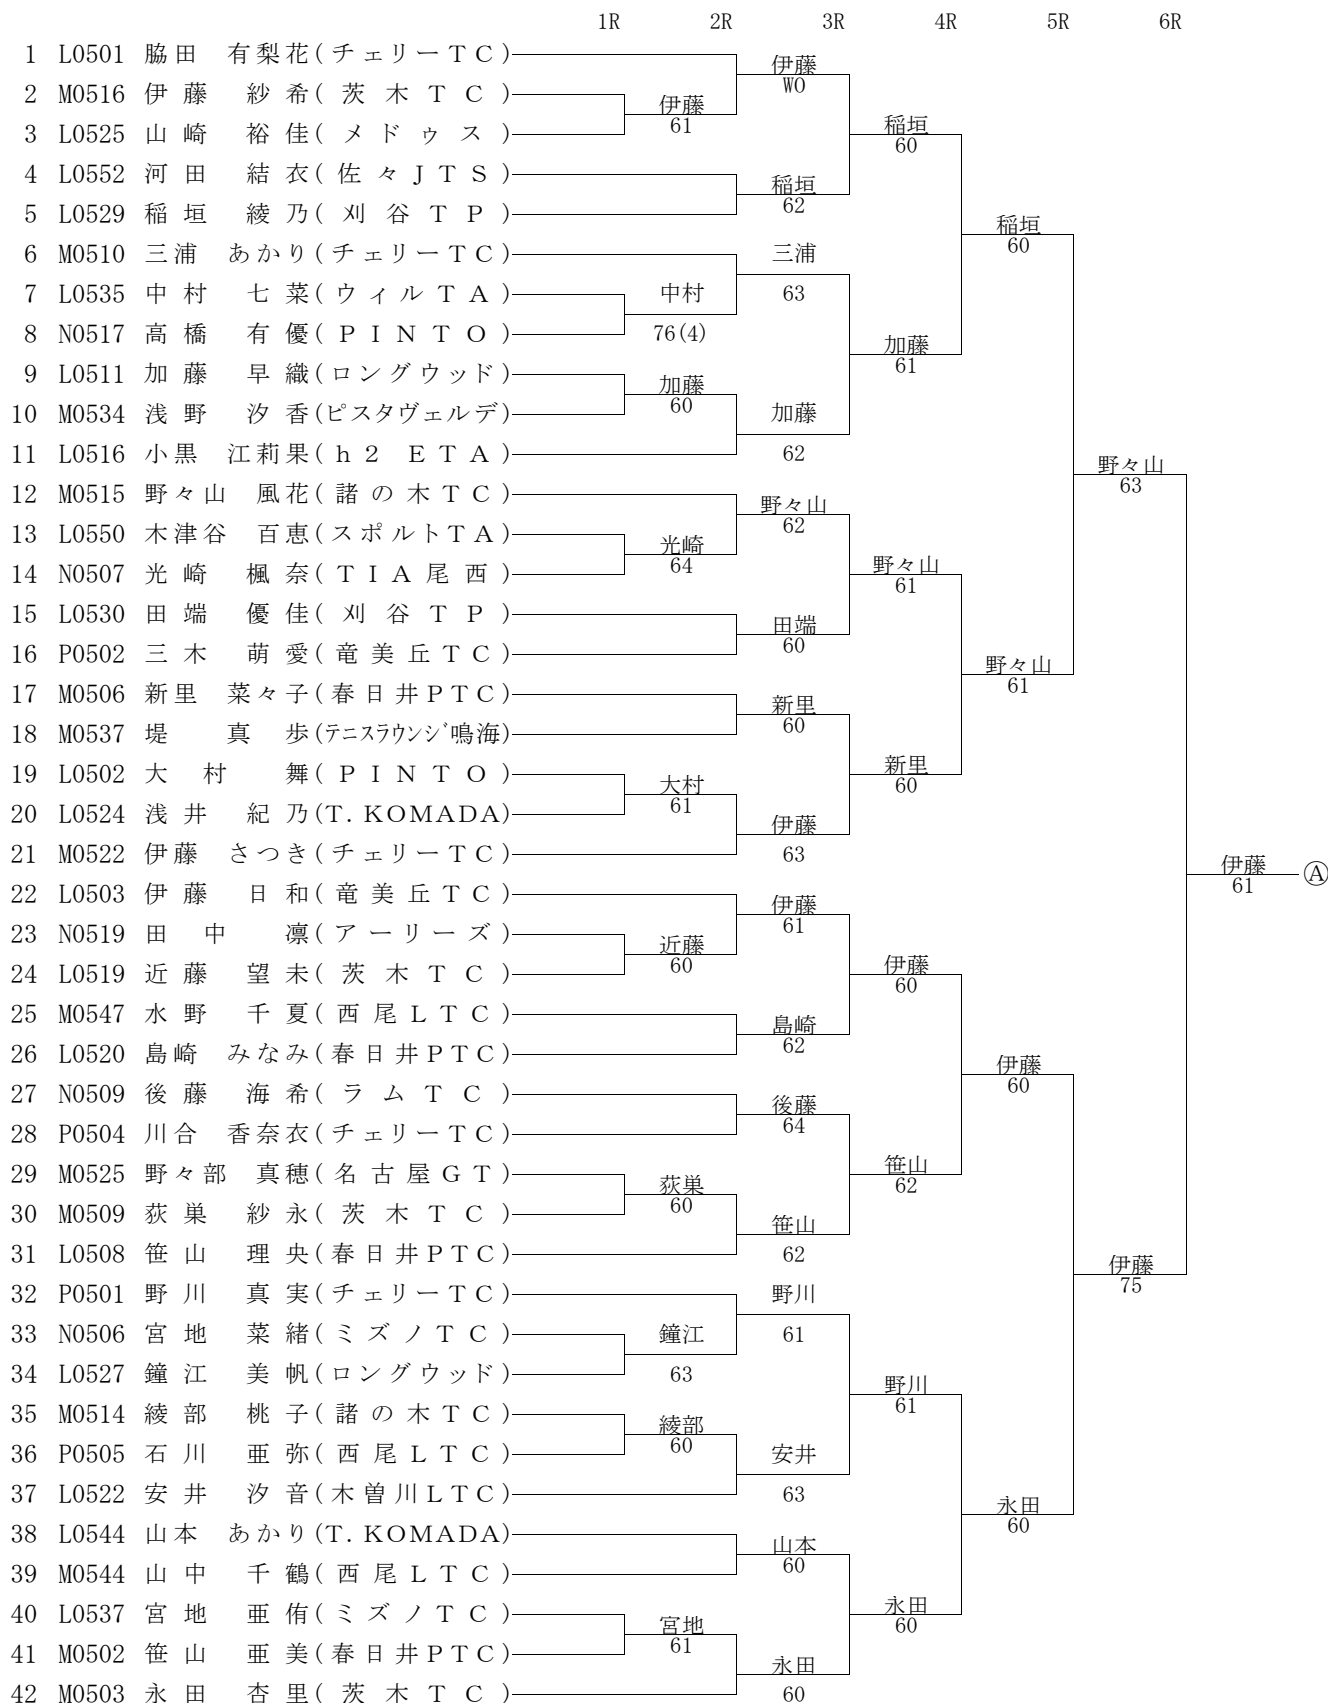 1R 2R 3R 4R 5R 6R
1 L0501 脇田 有梨花(チェリーTC)
伊藤
WO
2 M0516 伊藤 紗希(茨木TC)
伊藤
61
3 L0525 山崎 裕佳(メドゥス)
稲垣
60
4 L0552 河田 結衣(佐々JTS)
稲垣
62
5 L0529 稲垣 綾乃(刈谷TP)
稲垣
60
6 M0510 三浦 あかり(チェリーTC)
三浦
63
7 L0535 中村 七菜(ウィルTA)
中村
76(4)
8 N0517 高橋 有優(PINTO)
加藤
61
9 L0511 加藤 早織(ロングウッド)
加藤
60
10 M0534 浅野 汐香(ピスタヴェルデ)
加藤
62
11 L0516 小黒 江莉果(h2 ETA)
野々山
63
12 M0515 野々山 風花(諸の木TC)
野々山
62
13 L0550 木津谷 百恵(スポルトTA)
光崎
64
14 N0507 光崎 楓奈(TIA尾西)
野々山
61
15 L0530 田端 優佳(刈谷TP)
田端
60
16 P0502 三木 萌愛(竜美丘TC)
野々山
61
17 M0506 新里 菜々子(春日井PTC)
新里
60
18 M0537 堤 真歩(テニスラウンジ鳴海)
新里
60
19 L0502 大村 舞(PINTO)
大村
61
20 L0524 浅井 紀乃(T.KOMADA)
伊藤
63
21 M0522 伊藤 さつき(チェリーTC)
伊藤
61
Ⓐ
22 L0503 伊藤 日和(竜美丘TC)
伊藤
61
23 N0519 田中 凛(アーリーズ)
近藤
60
24 L0519 近藤 望未(茨木TC)
伊藤
60
25 M0547 水野 千夏(西尾LTC)
島崎
62
26 L0520 島崎 みなみ(春日井PTC)
伊藤
60
27 N0509 後藤 海希(ラムTC)
後藤
64
28 P0504 川合 香奈衣(チェリーTC)
笹山
62
29 M0525 野々部 真穂(名古屋GT)
荻巣
60
30 M0509 荻巣 紗永(茨木TC)
笹山
62
31 L0508 笹山 理央(春日井PTC)
伊藤
75
32 P0501 野川 真実(チェリーTC)
野川
61
33 N0506 宮地 菜緒(ミズノTC)
鐘江
63
34 L0527 鐘江 美帆(ロングウッド)
野川
61
35 M0514 綾部 桃子(諸の木TC)
綾部
60
36 P0505 石川 亜弥(西尾LTC)
安井
63
37 L0522 安井 汐音(木曽川LTC)
永田
60
38 L0544 山本 あかり(T.KOMADA)
山本
60
39 M0544 山中 千鶴(西尾LTC)
永田
60
40 L0537 宮地 亜侑(ミズノTC)
宮地
61
41 M0502 笹山 亜美(春日井PTC)
永田
60
42 M0503 永田 杏里(茨木TC)